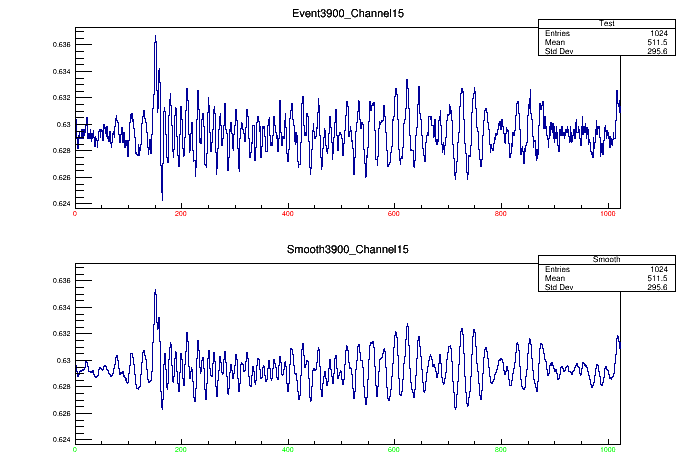 Event3900_Channel15
Test
Entries 1024
Mean 511.5
Std Dev 295.6
0.636
0.634
0.632
0.63
0.628
0.626
0.624
0 200 400 600 800 1000
Smooth3900_Channel15
Smooth
Entries 1024
Mean 511.5
Std Dev 295.6
0.636
0.634
0.632
0.63
0.628
0.626
0.624
0 200 400 600 800 1000